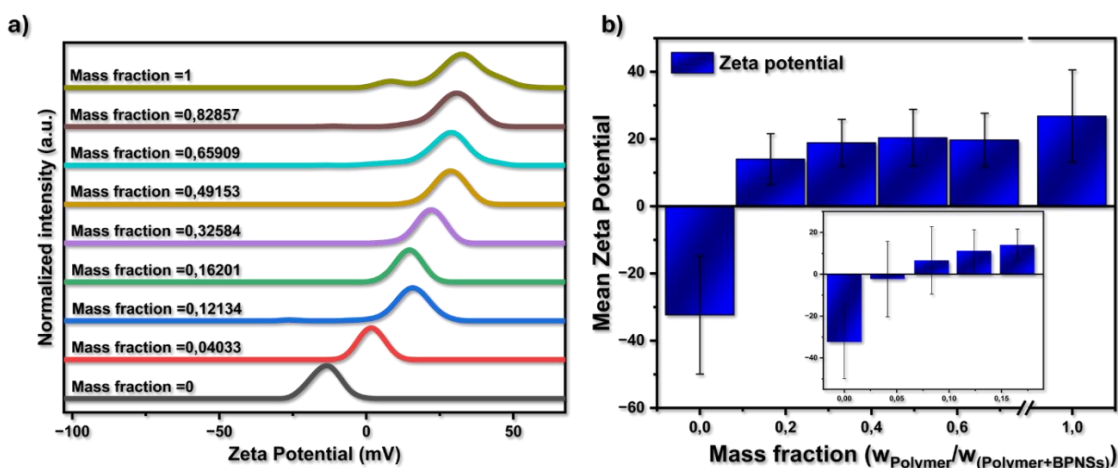 a)
Mass fraction =1
Mass fraction =0,82857
Mass fraction =0,65909
Mass fraction =0,49153
Mass fraction =0,32584
Mass fraction =0,16201
Mass fraction =0,12134
Mass fraction =0,04033
Mass fraction =0
Normalized intensity (a.u.)
−100 −50 0 50
Zeta Potential (mV)
b)
Zeta potential
40
20
0
−20
−40
−60
Mean Zeta Potential
20
0
−20
−40
0,00 0,05 0,10 0,15
0,0 0,2 0,4 0,6 1,0
Mass fraction (wPolymer/w(Polymer+BPNSs))